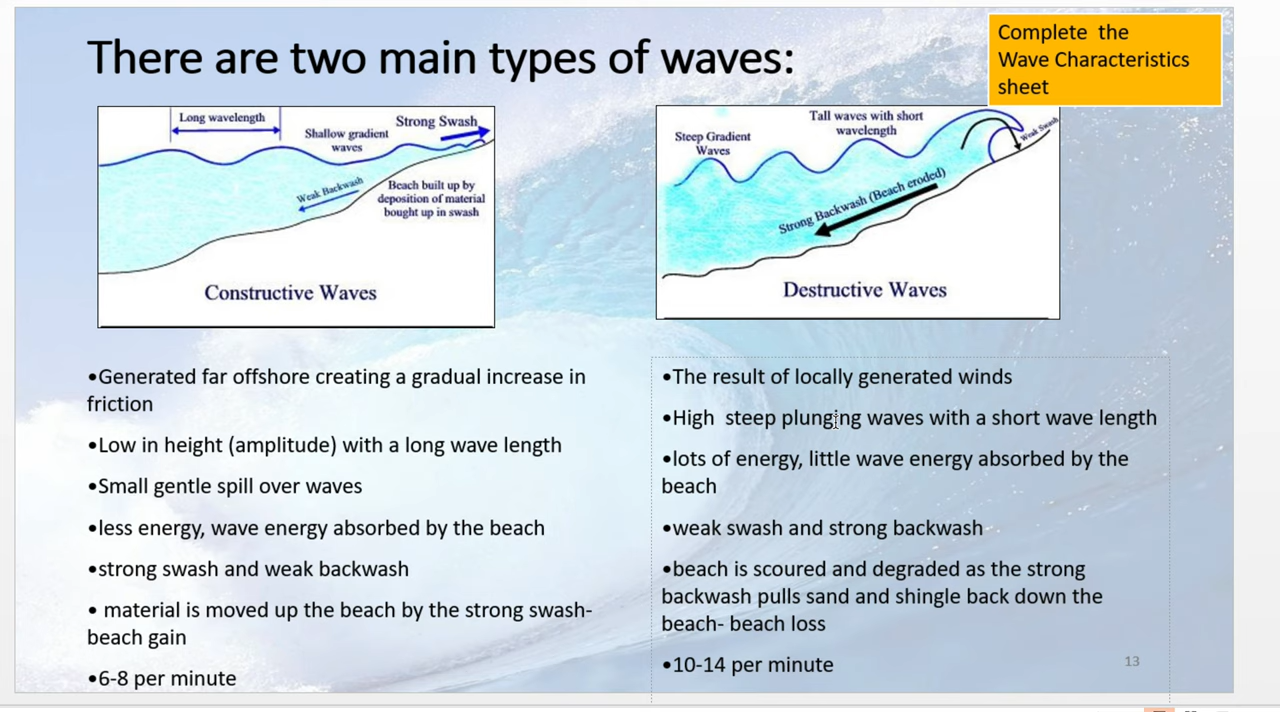 There are two main types of waves:
Complete  the
Wave Characteristics
sheet
Long wavelength
Shallow gradient
waves
Strong Swash
Weak Backwash
Beach built up by
deposition of material
bought up in swash
Constructive Waves
Steep Gradient
Waves
Tall waves with short
wavelength
Weak Swash
Strong Backwash (Beach eroded)
Destructive Waves
•Generated far offshore creating a gradual increase in
friction
•Low in height (amplitude) with a long wave length
•Small gentle spill over waves
•less energy, wave energy absorbed by the beach
•strong swash and weak backwash
• material is moved up the beach by the strong swash-
beach gain
•6-8 per minute
•The result of locally generated winds
•High  steep plunging waves with a short wave length
•lots of energy, little wave energy absorbed by the
beach
•weak swash and strong backwash
•beach is scoured and degraded as the strong
backwash pulls sand and shingle back down the
beach- beach loss
•10-14 per minute
13